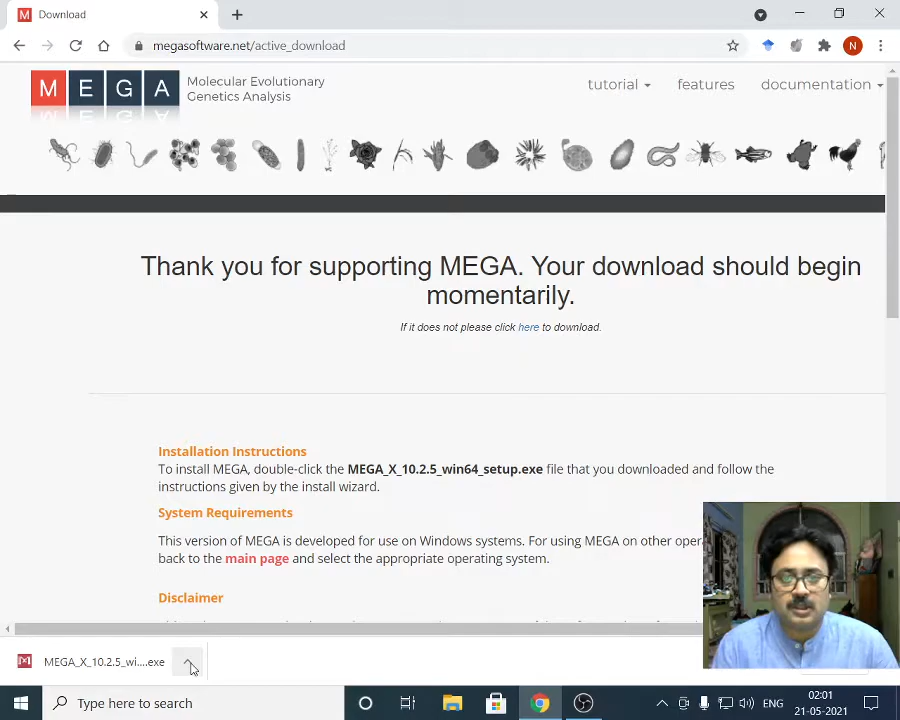 Download
megasoftware.net/active_download
N
M E G A
Molecular Evolutionary
Genetics Analysis
tutorial
features
documentation
Thank you for supporting MEGA. Your download should begin
momentarily.
If it does not please click here to download.
Installation Instructions
To install MEGA, double-click the MEGA_X_10.2.5_win64_setup.exe file that you downloaded and follow the
instructions given by the install wizard.
System Requirements
This version of MEGA is developed for use on Windows systems. For using MEGA on other
back to the main page and select the appropriate operating system.
Disclaimer
MEGA_X_10.2.5_wi....exe
Type here to search
ENG
02:01
21-05-2021